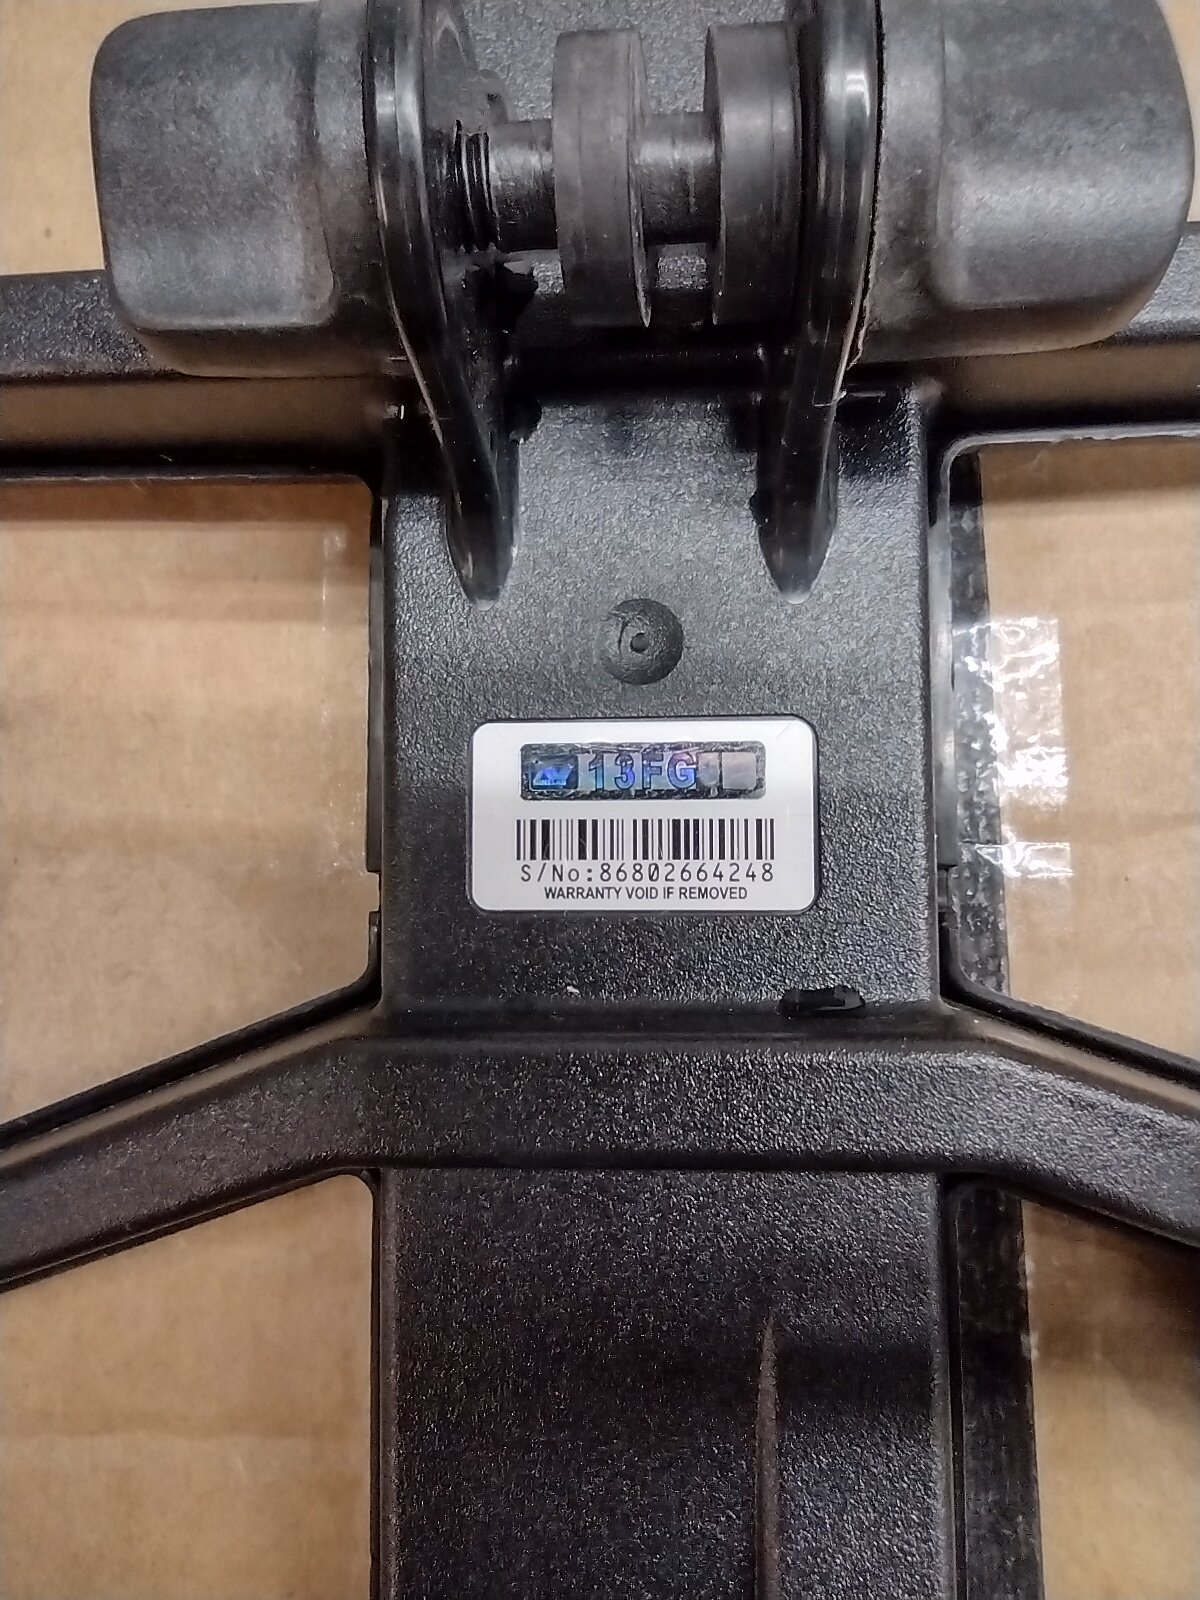 13FG
S/No:86802664248
WARRANTY VOID IF REMOVED